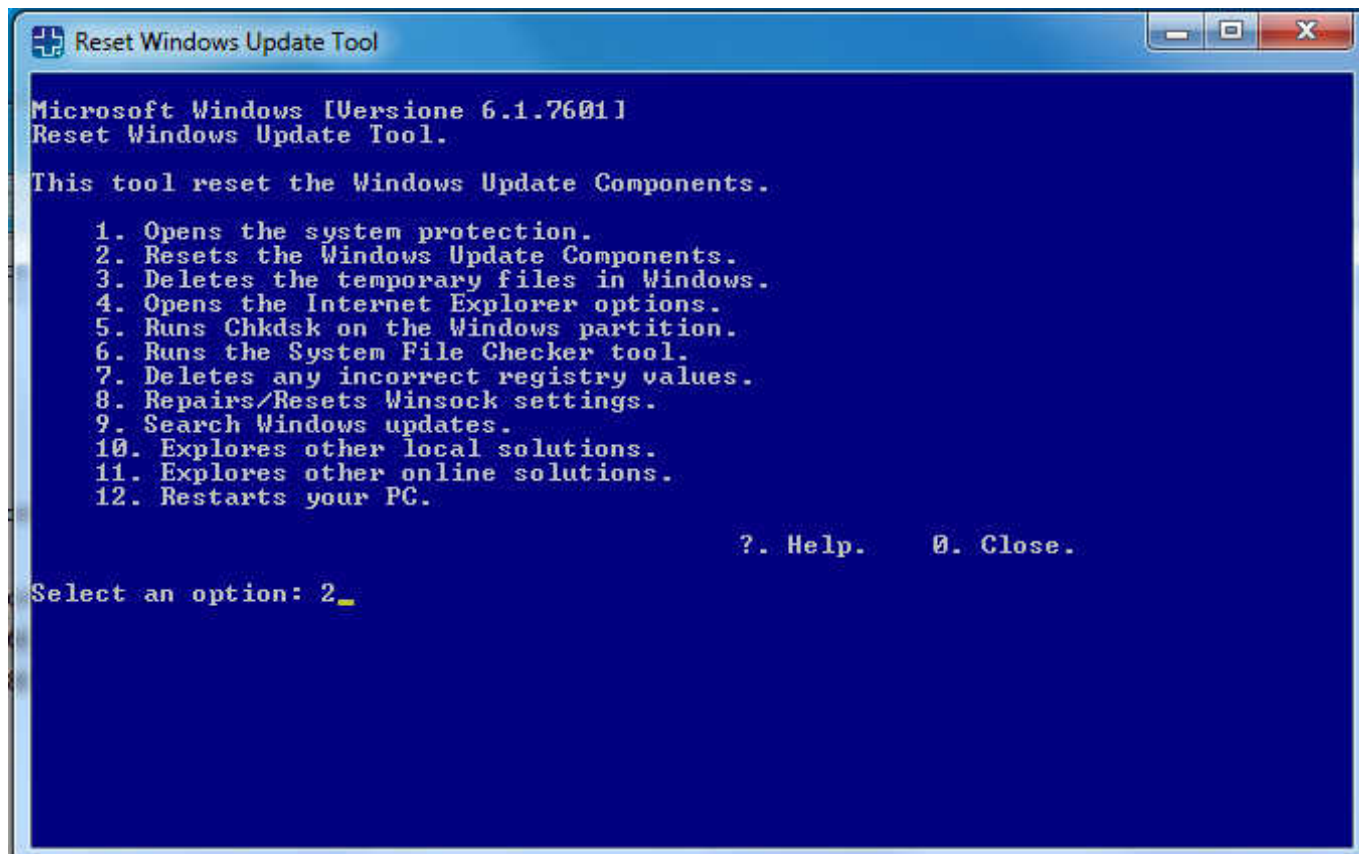 Reset Windows Update Tool
Microsoft Windows [Versione 6.1.7601]
Reset Windows Update Tool.
This tool reset the Windows Update Components.
1. Opens the system protection.
2. Resets the Windows Update Components.
3. Deletes the temporary files in Windows.
4. Opens the Internet Explorer options.
5. Runs Chkdsk on the Windows partition.
6. Runs the System File Checker tool.
7. Deletes any incorrect registry values.
8. Repairs/Resets Winsock settings.
9. Search Windows updates.
10. Explores other local solutions.
11. Explores other online solutions.
12. Restarts your PC.
?. Help. 0. Close.
Select an option: 2_